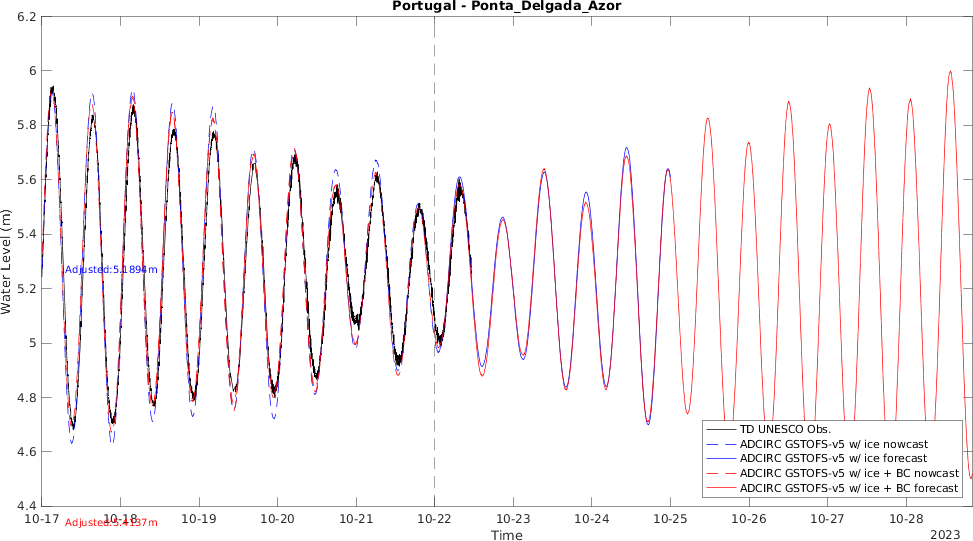 Portugal - Ponta_Delgada_Azor
6.2
6
5.8
5.6
5.4
5.2
5
4.8
4.6
4.4
Water Level (m)
Adjusted:5.1894m
Adjusted:5.4137m
TD UNESCO Obs.
ADCIRC GSTOFS-v5 w/ ice nowcast
ADCIRC GSTOFS-v5 w/ ice forecast
ADCIRC GSTOFS-v5 w/ ice + BC nowcast
ADCIRC GSTOFS-v5 w/ ice + BC forecast
10-17 10-18 10-19 10-20 10-21 10-22 10-23 10-24 10-25 10-26 10-27 10-28
Time
2023